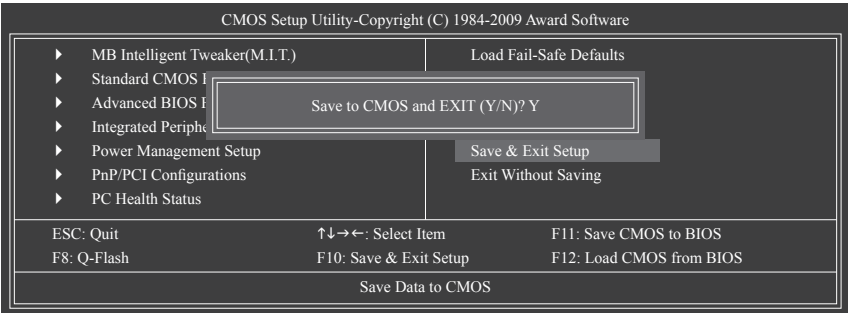 CMOS Setup Utility-Copyright (C) 1984-2009 Award Software
MB Intelligent Tweaker(M.I.T.)
Load Fail-Safe Defaults
Standard CMOS
Advanced BIOS
Integrated
Save to CMOS and EXIT (Y/N)? Y
Power Management Setup
Save & Exit Setup
PnP/PCI Configurations
Exit Without Saving
PC Health Status
ESC: Quit
↑↓→←: Select Item
F11: Save CMOS to BIOS
F8: Q-Flash
F10: Save & Exit Setup
F12: Load CMOS from BIOS
Save Data to CMOS